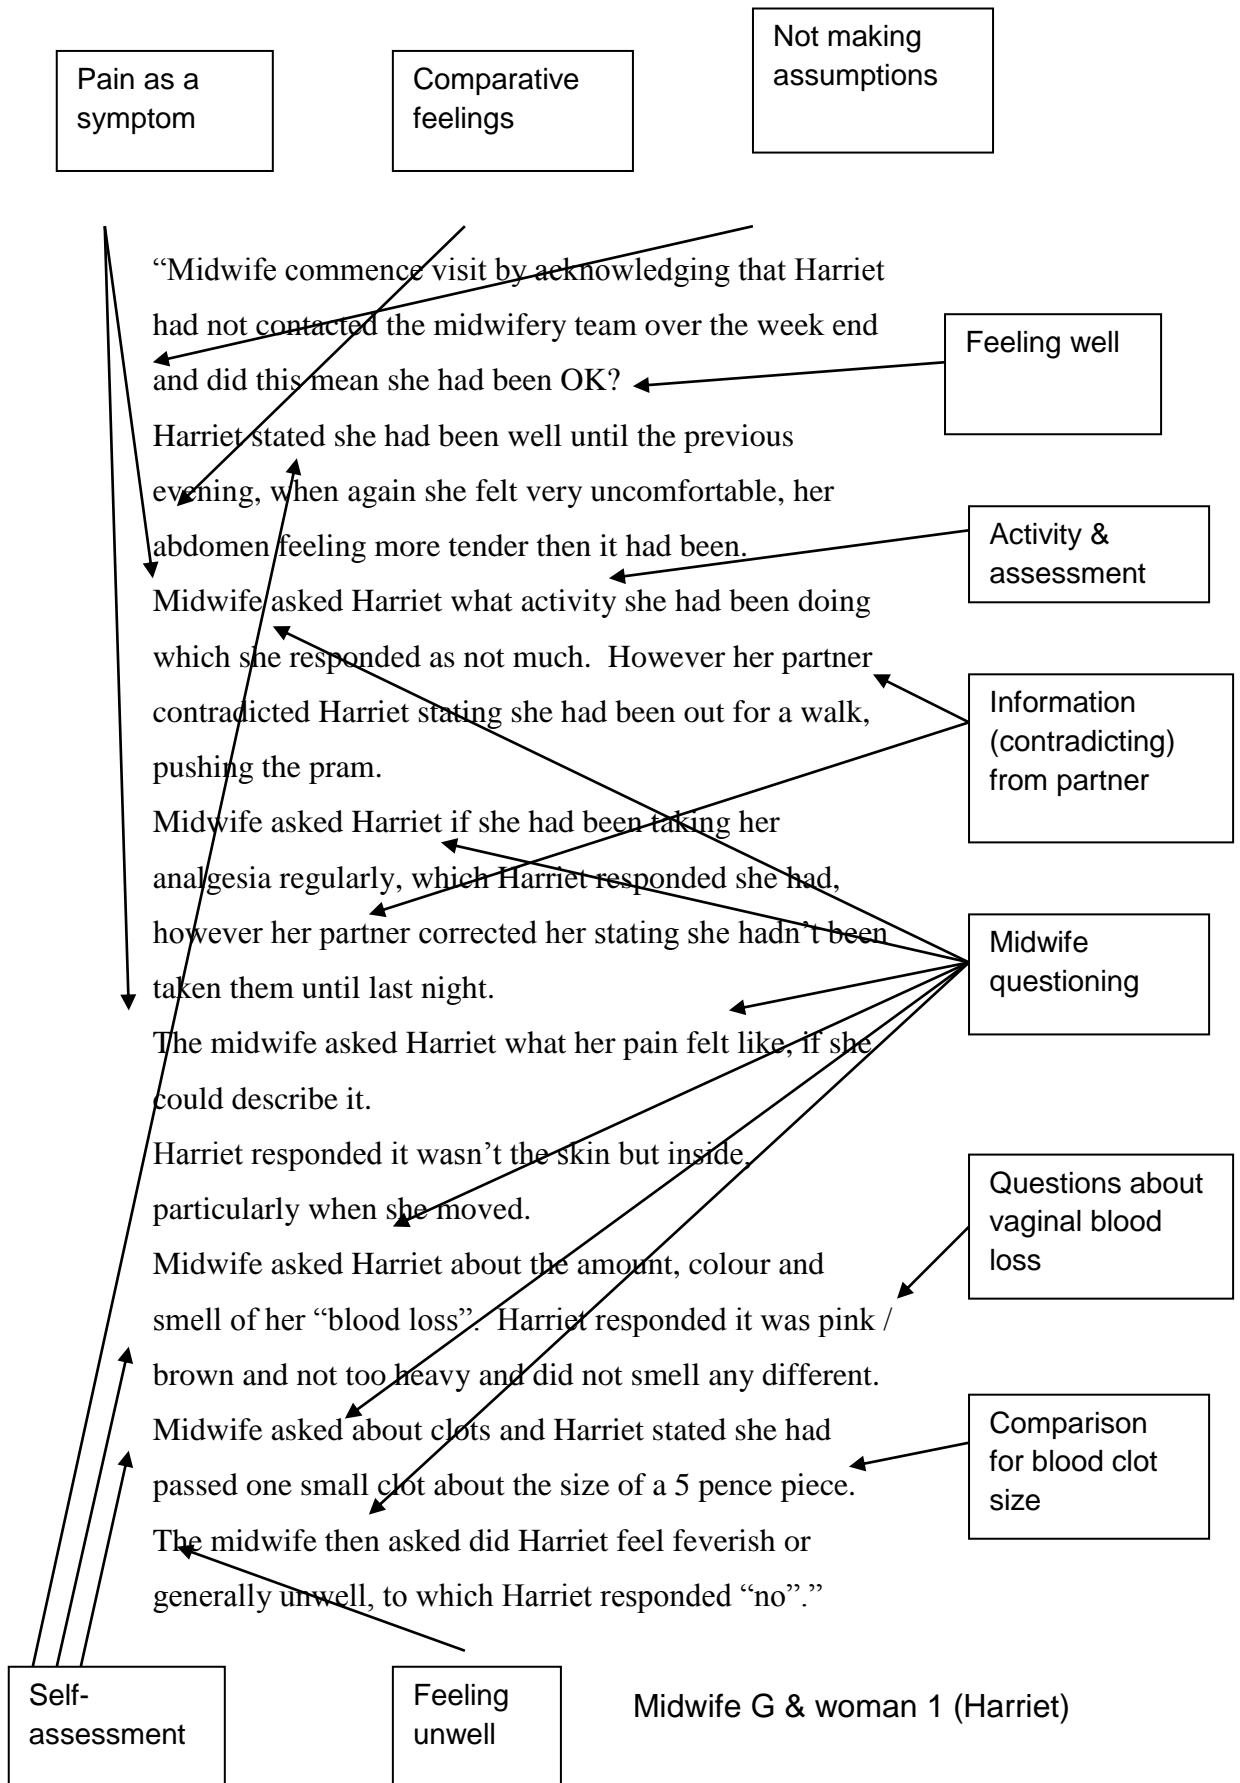 Not making
assumptions
Pain as a
symptom
Comparative
feelings
“Midwife commence visit by acknowledging that Harriet
had not contacted the midwifery team over the week end
and did this mean she had been OK?
Feeling well
Harriet stated she had been well until the previous
evening, when again she felt very uncomfortable, her
abdomen feeling more tender then it had been.
Activity &
assessment
Midwife asked Harriet what activity she had been doing
which she responded as not much.  However her partner
contradicted Harriet stating she had been out for a walk,
pushing the pram.
Information
(contradicting)
from partner
Midwife asked Harriet if she had been taking her
analgesia regularly, which Harriet responded she had,
however her partner corrected her stating she hadn’t been
taken them until last night.
Midwife
questioning
The midwife asked Harriet what her pain felt like, if she
could describe it.
Harriet responded it wasn’t the skin but inside,
particularly when she moved.
Questions about
vaginal blood
loss
Midwife asked Harriet about the amount, colour and
smell of her “blood loss”.  Harriet responded it was pink /
brown and not too heavy and did not smell any different.
Midwife asked about clots and Harriet stated she had
passed one small clot about the size of a 5 pence piece.
Comparison
for blood clot
size
The midwife then asked did Harriet feel feverish or
generally unwell, to which Harriet responded “no”.”
Self-
assessment
Feeling
unwell
Midwife G & woman 1 (Harriet)